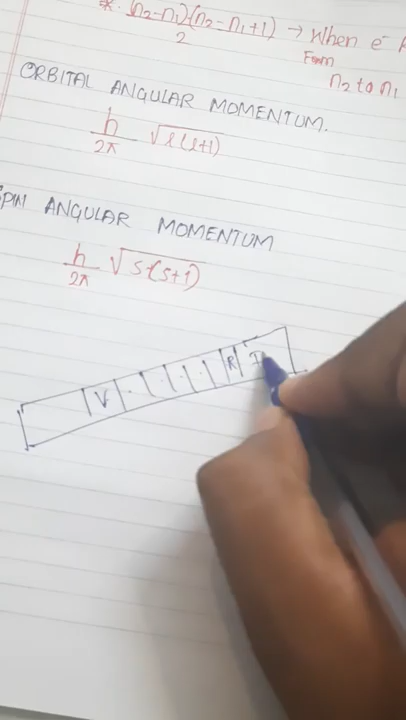 *. (n₂-n₁)(n₂-n₁+1) → When e⁻
2
From
n₂ to n₁
ORBITAL ANGULAR MOMENTUM.
h/2π √l(l+1)
SPIN ANGULAR MOMENTUM
h/2π √s(s+1)
V R I